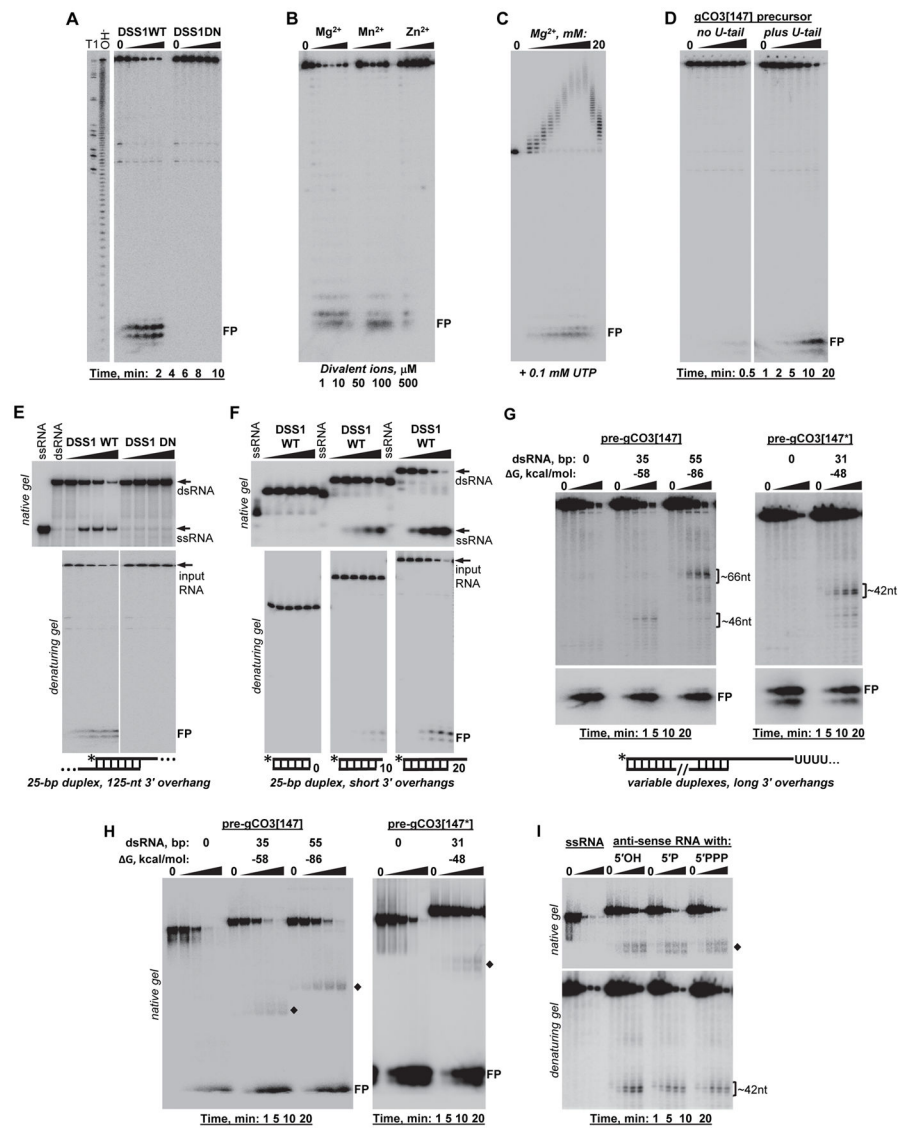 A
DSS1WT DSS1DN
T1
OH-
0 0
FP
Time, min: 2 4 6 8 10
B
Mg²⁺ Mn²⁺ Zn²⁺
0
FP
Divalent ions, µM
1 10 50 100 500
C
Mg²⁺, mM:
0 20
FP
+ 0.1 mM UTP
D
gCO3[147] precursor
no U-tail plus U-tail
0 0
FP
Time, min: 0.5 1 2 5 10 20
E
ssRNA
dsRNA
DSS1 WT DSS1 DN
native gel
dsRNA
ssRNA
denaturing gel
input
RNA
FP
* ... ...
25-bp duplex, 125-nt 3' overhang
F
ssRNA
DSS1
WT
ssRNA
DSS1
WT
ssRNA
DSS1
WT
native gel
dsRNA
ssRNA
denaturing gel
input
RNA
FP
* 0 * 10 * 20
25-bp duplex, short 3' overhangs
G
pre-gCO3[147] pre-gCO3[147*]
dsRNA, bp: 0 35 55 0 31
ΔG, kcal/mol: -58 -86 -48
0 0 0 0 0
~66nt
~46nt
~42nt
FP FP
Time, min: 1 5 10 20 Time, min: 1 5 10 20
* // UUUU...
variable duplexes, long 3' overhangs
H
pre-gCO3[147] pre-gCO3[147*]
dsRNA, bp: 0 35 55 0 31
ΔG, kcal/mol: -58 -86 -48
0 0 0 0 0
native gel
FP FP
Time, min: 1 5 10 20 Time, min: 1 5 10 20
I
ssRNA anti-sense RNA with:
5'OH 5'P 5'PPP
0 0 0 0
native gel
denaturing gel
~42nt
Time, min: 1 5 10 20